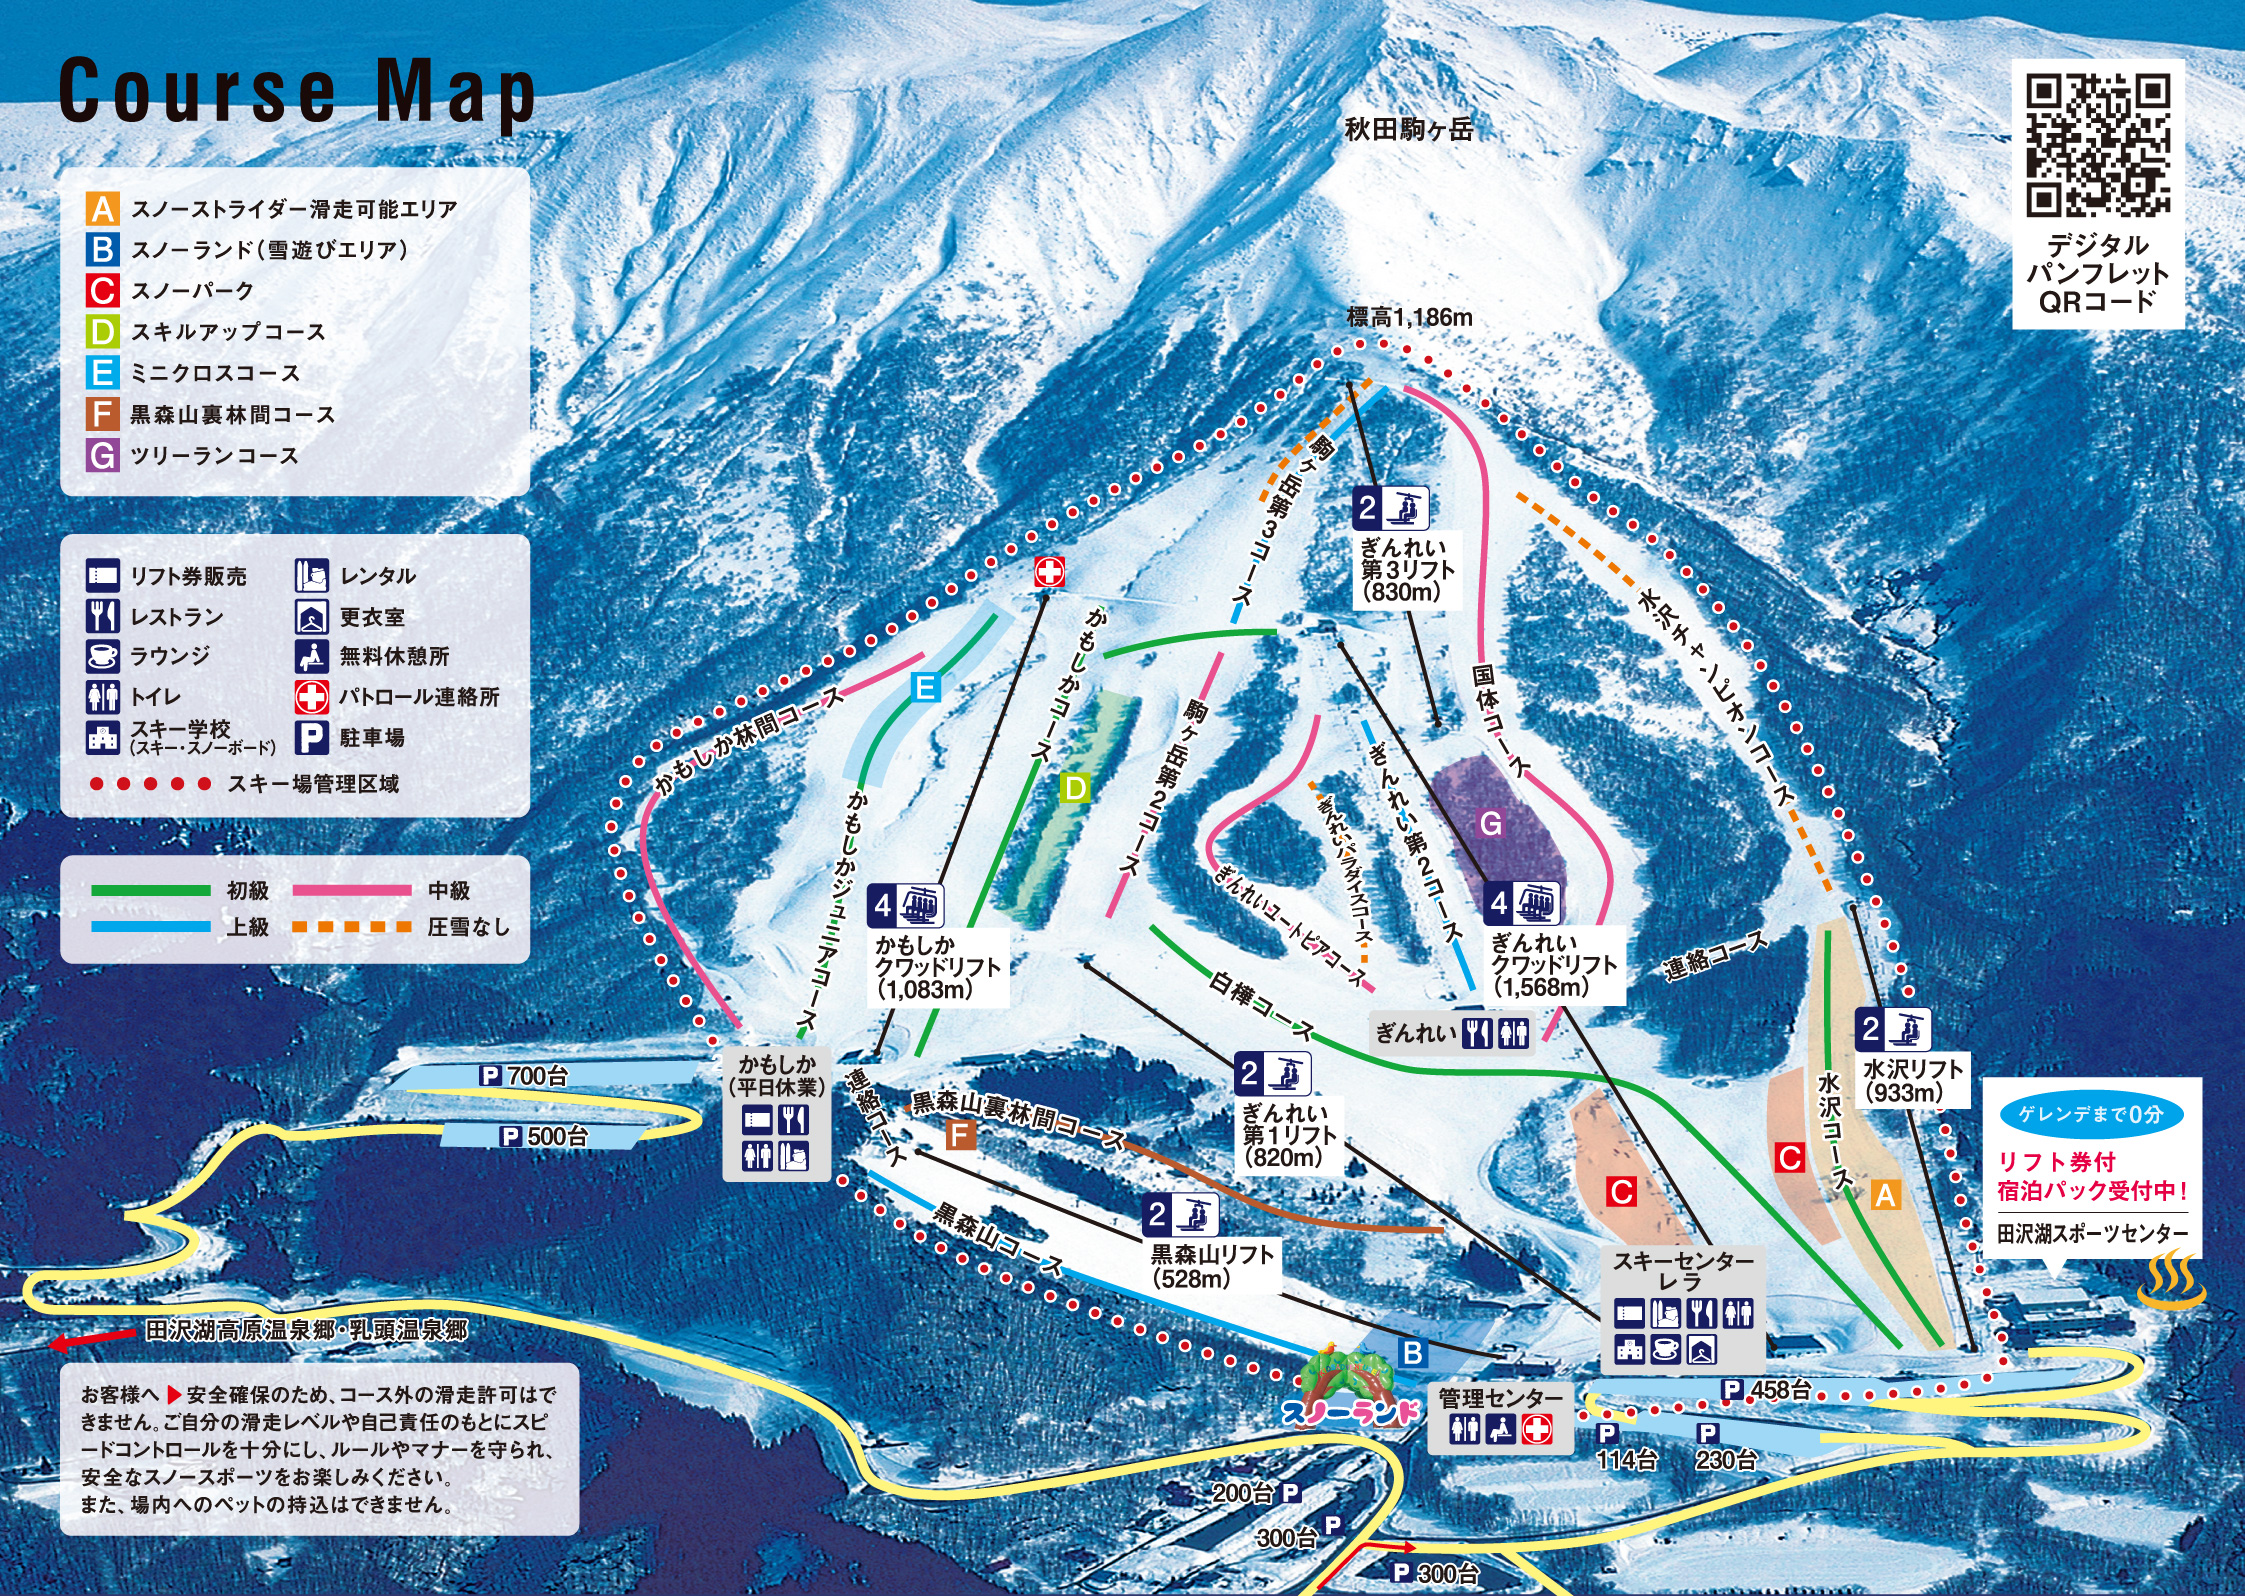 Course Map
A スノーストライダー滑走可能エリア
B スノーランド（雪遊びエリア）
C スノーパーク
D スキルアップコース
E ミニクロスコース
F 黒森山裏林間コース
G ツリーランコース
リフト券販売
レンタル
レストラン
更衣室
ラウンジ
無料休憩所
トイレ
パトロール連絡所
スキー学校
（スキー・スノーボード）
P 駐車場
スキー場管理区域
初級
中級
上級
圧雪なし
秋田駒ヶ岳
標高1,186m
デジタル
パンフレット
QRコード
駒ヶ岳第3コース
2
ぎんれい
第3リフト
（830m）
水沢チャンピオンコース
国体コース
かもしかコース
かもしか林間コース
E
D
駒ヶ岳第2コース
かもしかジュニアコース
ぎんれい第2コース
ぎんれいパラダイスコース
ぎんれいユートピアコース
G
4
かもしか
クワッドリフト
（1,083m）
4
ぎんれい
クワッドリフト
（1,568m）
連絡コース
白樺コース
ぎんれい
2
水沢リフト
（933m）
水沢コース
C
A
C
かもしか
（平日休業）
連絡コース
黒森山裏林間コース
F
2
ぎんれい
第1リフト
（820m）
黒森山コース
2
黒森山リフト
（528m）
P 700台
P 500台
ゲレンデまで0分
リフト券付
宿泊パック受付中！
田沢湖スポーツセンター
スキーセンター
レラ
B
スノーランド
管理センター
P 458台
P
114台
P
230台
200台 P
300台 P
P 300台
田沢湖高原温泉郷・乳頭温泉郷
お客様へ▶安全確保のため、コース外の滑走許可はで
きません。ご自分の滑走レベルや自己責任のもとにスピ
ードコントロールを十分にし、ルールやマナーを守られ、
安全なスノースポーツをお楽しみください。
また、場内へのペットの持込はできません。